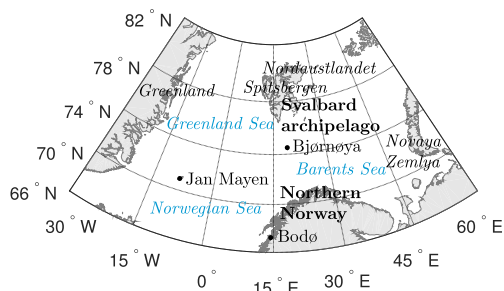 82 ° N
78 ° N
74 ° N
70 ° N
66 ° N
30 ° W
15 ° W
0 °
15 ° E
30 ° E
45 ° E
60 ° E
Nordaustlandet
Greenland
Spitsbergen
Svalbard
archipelago
Greenland Sea
Bjørnøya
Novaya
Zemlya
Barents Sea
Jan Mayen
Norwegian Sea
Northern
Norway
Bodø